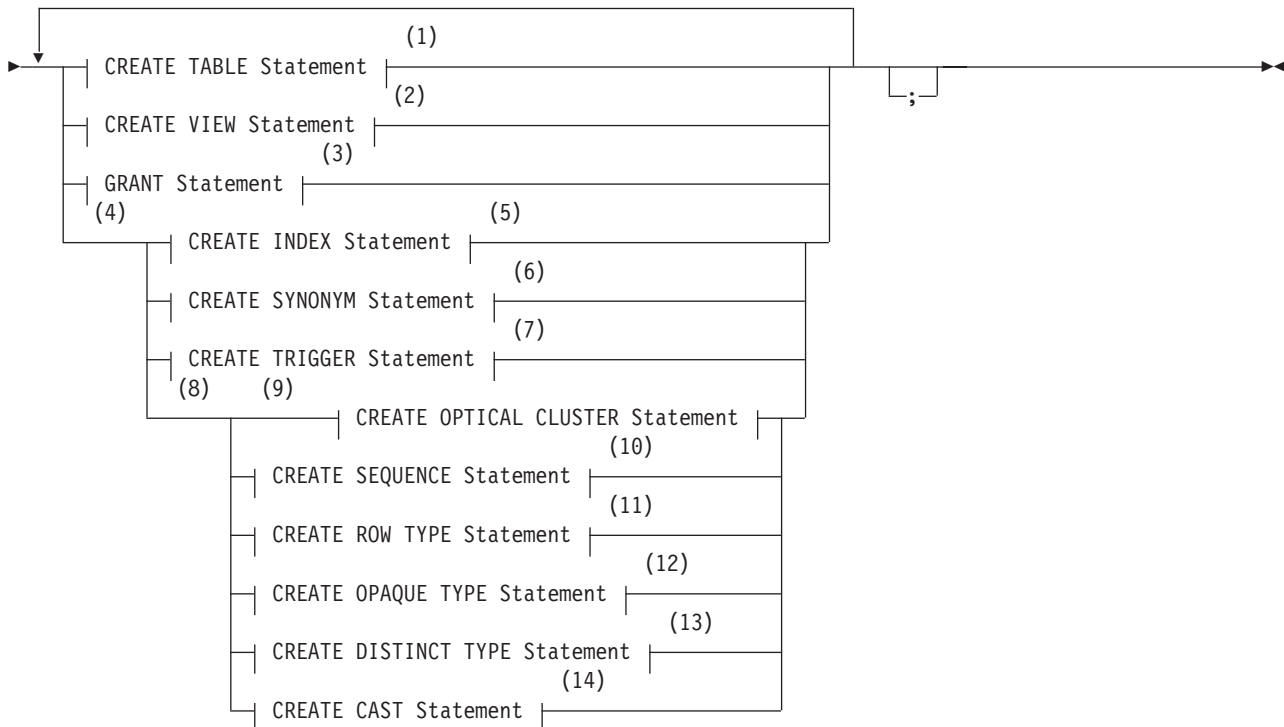 (1)
CREATE TABLE Statement
(2)
CREATE VIEW Statement
(3)
GRANT Statement
(4) (5)
CREATE INDEX Statement
(6)
CREATE SYNONYM Statement
(7)
CREATE TRIGGER Statement
(8) (9)
CREATE OPTICAL CLUSTER Statement
(10)
CREATE SEQUENCE Statement
(11)
CREATE ROW TYPE Statement
(12)
CREATE OPAQUE TYPE Statement
(13)
CREATE DISTINCT TYPE Statement
(14)
CREATE CAST Statement
;